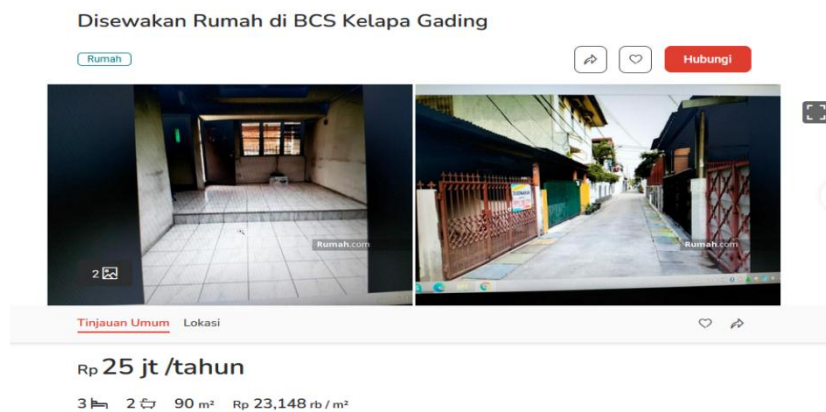 Disewakan Rumah di BCS Kelapa Gading
Rumah
Hubungi
Rumah.com
Rumah.com
2
Tinjauan Umum Lokasi
Rp 25 jt /tahun
3 2 90 m² Rp 23,148 rb / m²